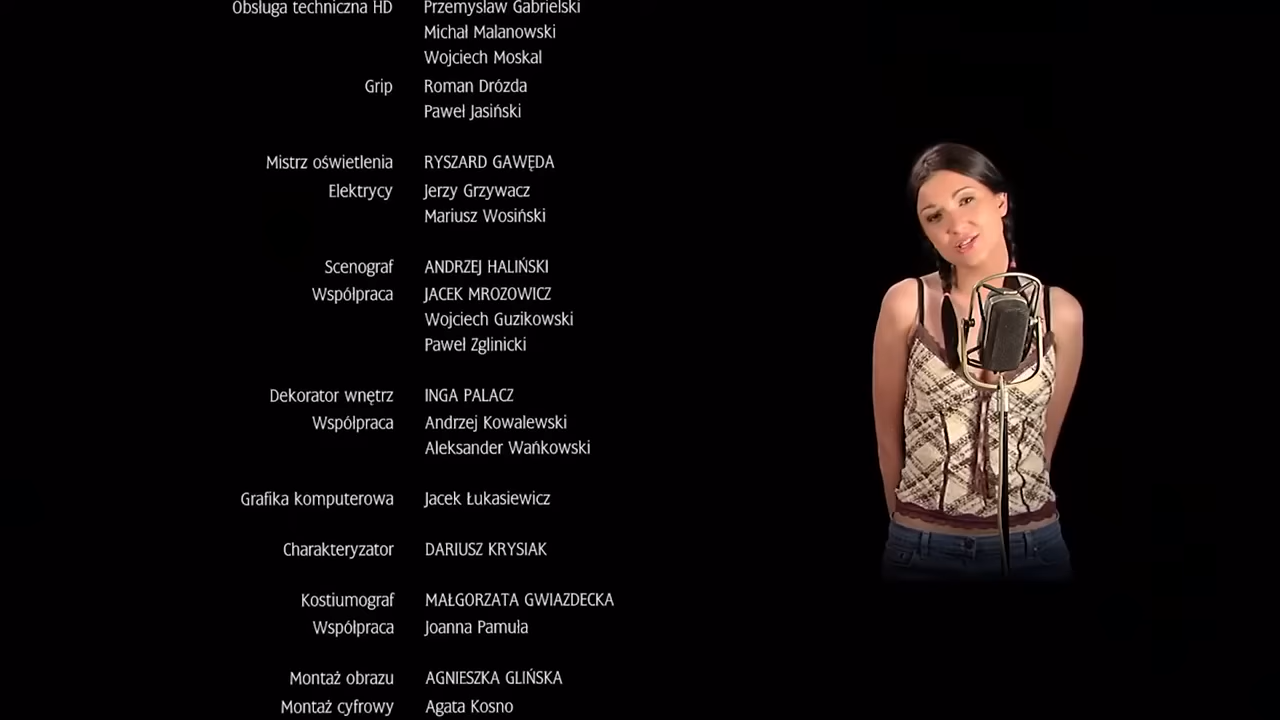 Obsługa techniczna HD Przemysław Gabrielski
Michał Malanowski
Wojciech Moskal
Grip Roman Drózda
Paweł Jasiński
Mistrz oświetlenia RYSZARD GAWĘDA
Elektrycy Jerzy Grzywacz
Mariusz Wosiński
Scenograf ANDRZEJ HALIŃSKI
Współpraca JACEK MROZOWICZ
Wojciech Guzikowski
Paweł Zglinicki
Dekorator wnętrz INGA PALACZ
Współpraca Andrzej Kowalewski
Aleksander Wańkowski
Grafika komputerowa Jacek Łukasiewicz
Charakteryzator DARIUSZ KRYSIAK
Kostiumograf MAŁGORZATA GWIAZDECKA
Współpraca Joanna Pamuła
Montaż obrazu AGNIESZKA GLIŃSKA
Montaż cyfrowy Agata Kosno